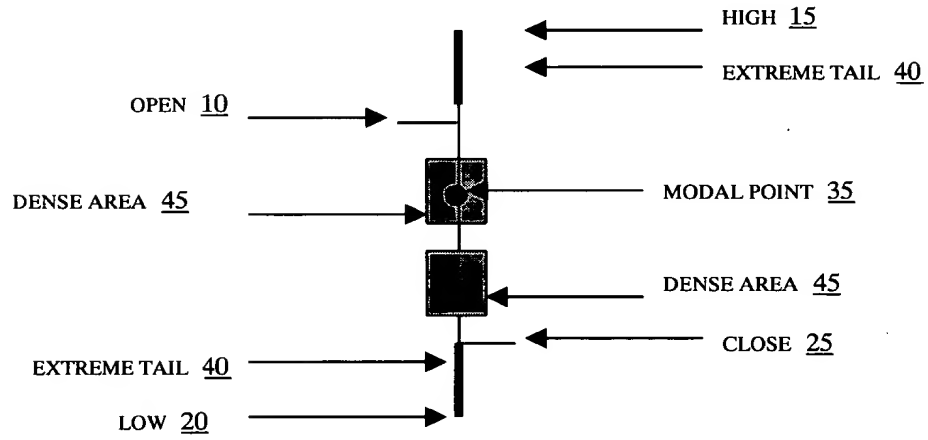 HIGH 15
EXTREME TAIL 40
OPEN 10
DENSE AREA 45
MODAL POINT 35
DENSE AREA 45
CLOSE 25
EXTREME TAIL 40
LOW 20